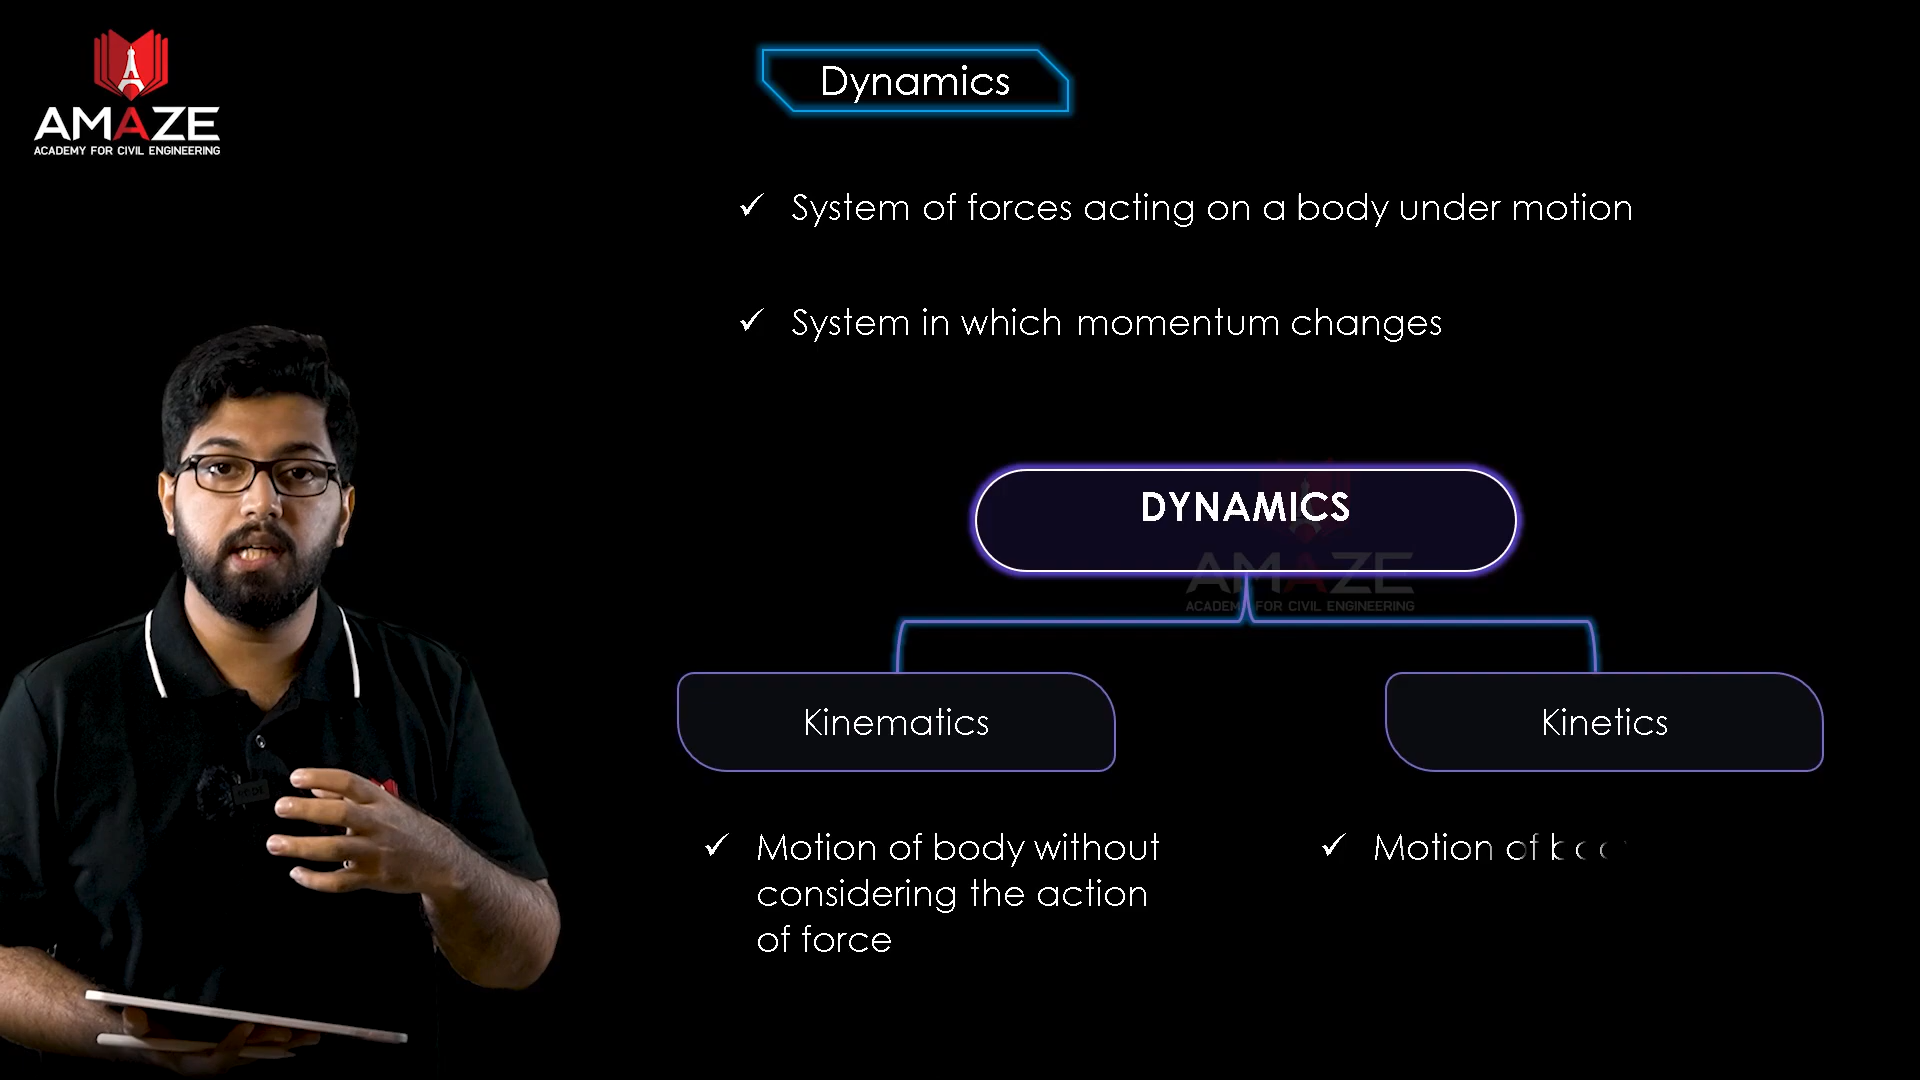 AMAZE
ACADEMY FOR CIVIL ENGINEERING
Dynamics
✓ System of forces acting on a body under motion
✓ System in which momentum changes
DYNAMICS
AMAZE
ACADEMY FOR CIVIL ENGINEERING
Kinematics
Kinetics
✓ Motion of body without
considering the action
of force
✓ Motion of